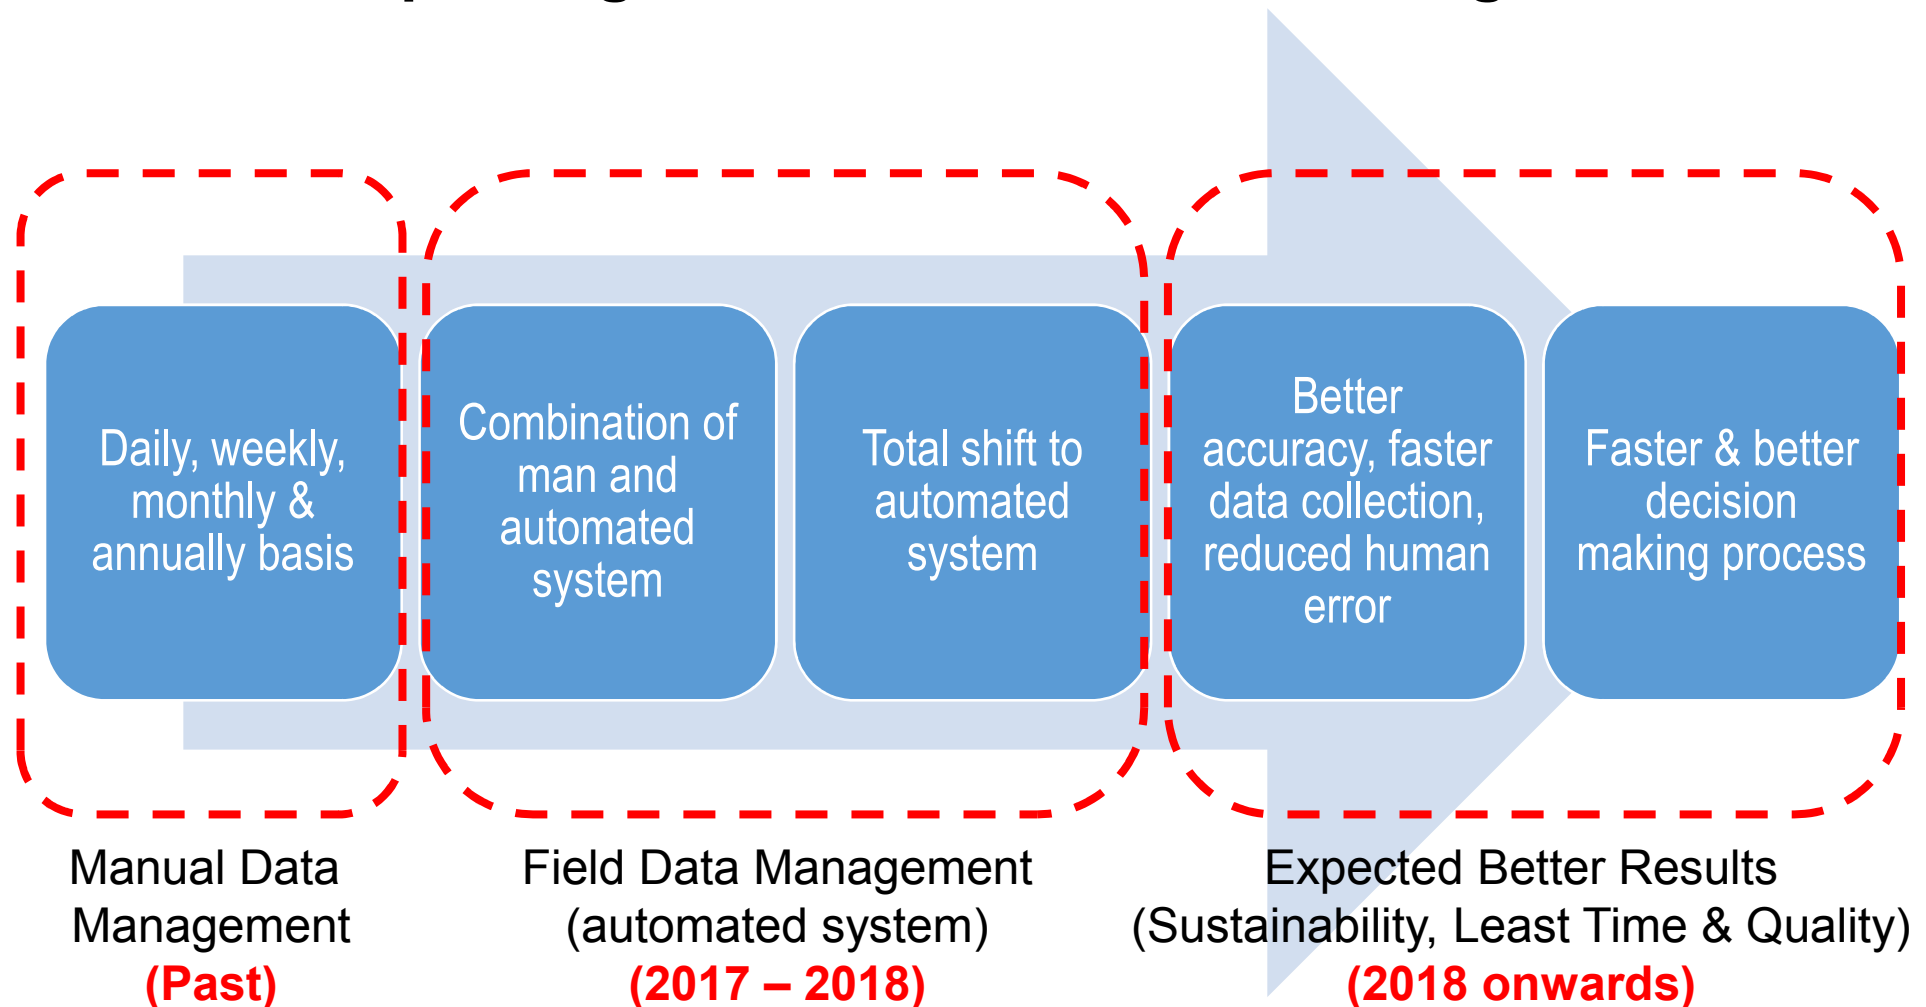 Daily, weekly,
monthly &
annually basis
Combination of
man and
automated
system
Total shift to
automated
system
Better
accuracy, faster
data collection,
reduced human
error
Faster & better
decision
making process
Manual Data
Management
(Past)
Field Data Management
(automated system)
(2017 – 2018)
Expected Better Results
(Sustainability, Least Time & Quality)
(2018 onwards)